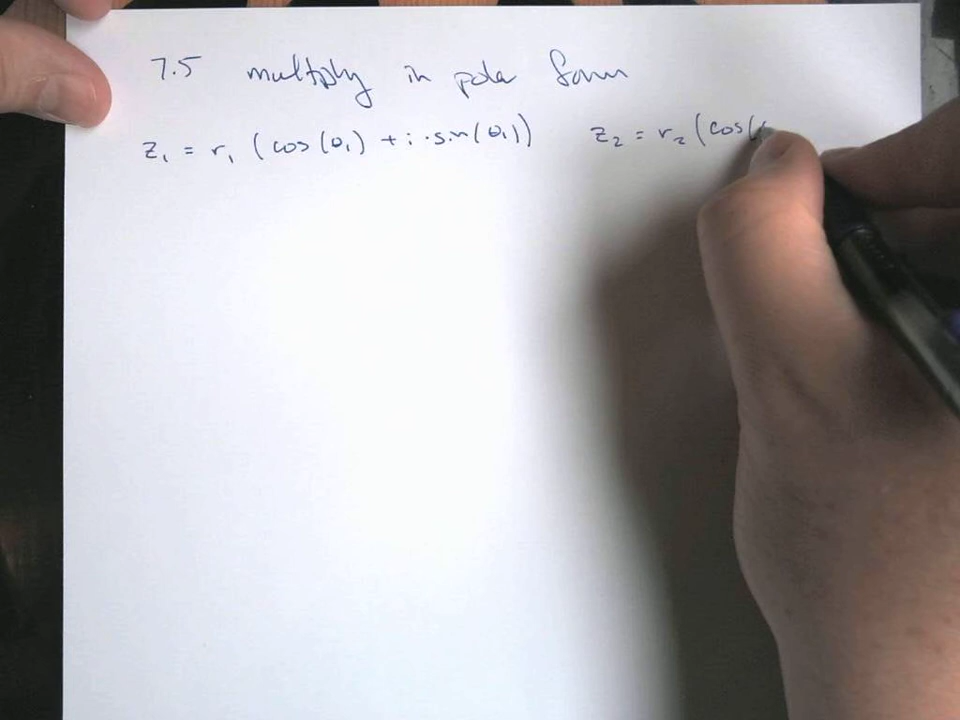 7.5 multiply in polar form
z₁ = r₁ (cos(θ₁) + i · sin(θ₁)) z₂ = r₂ (cos(